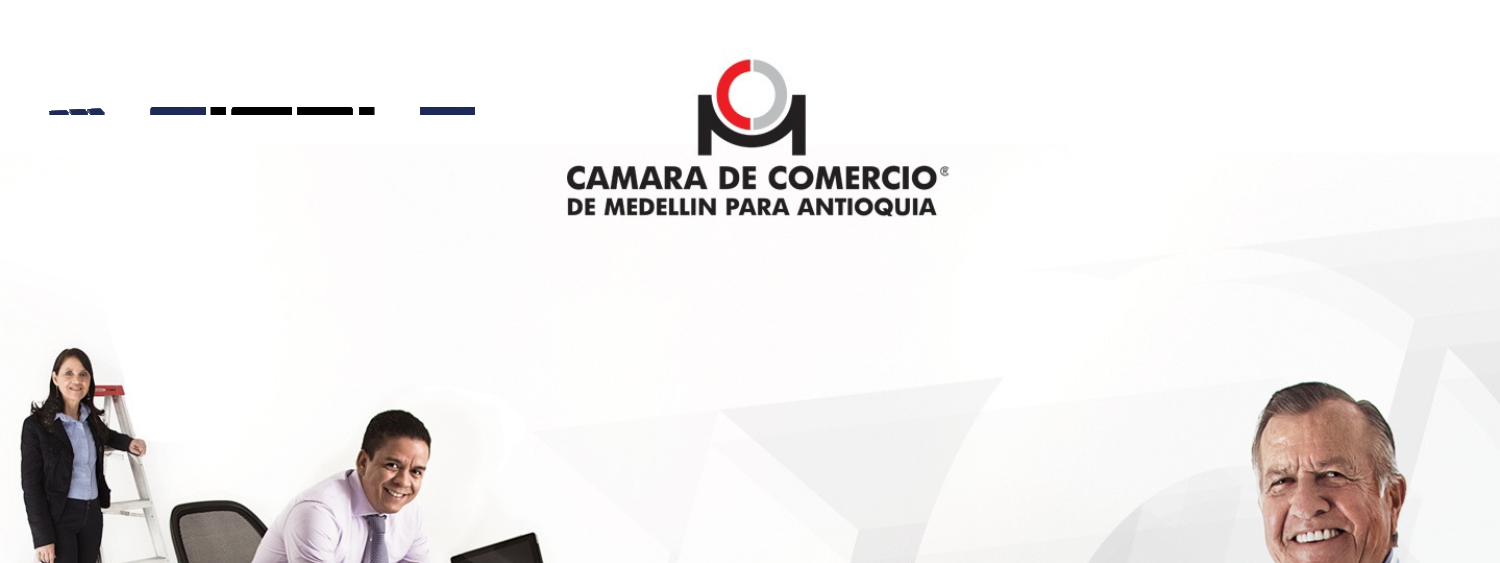 CAMARA DE COMERCIO®
DE MEDELLIN PARA ANTIOQUIA